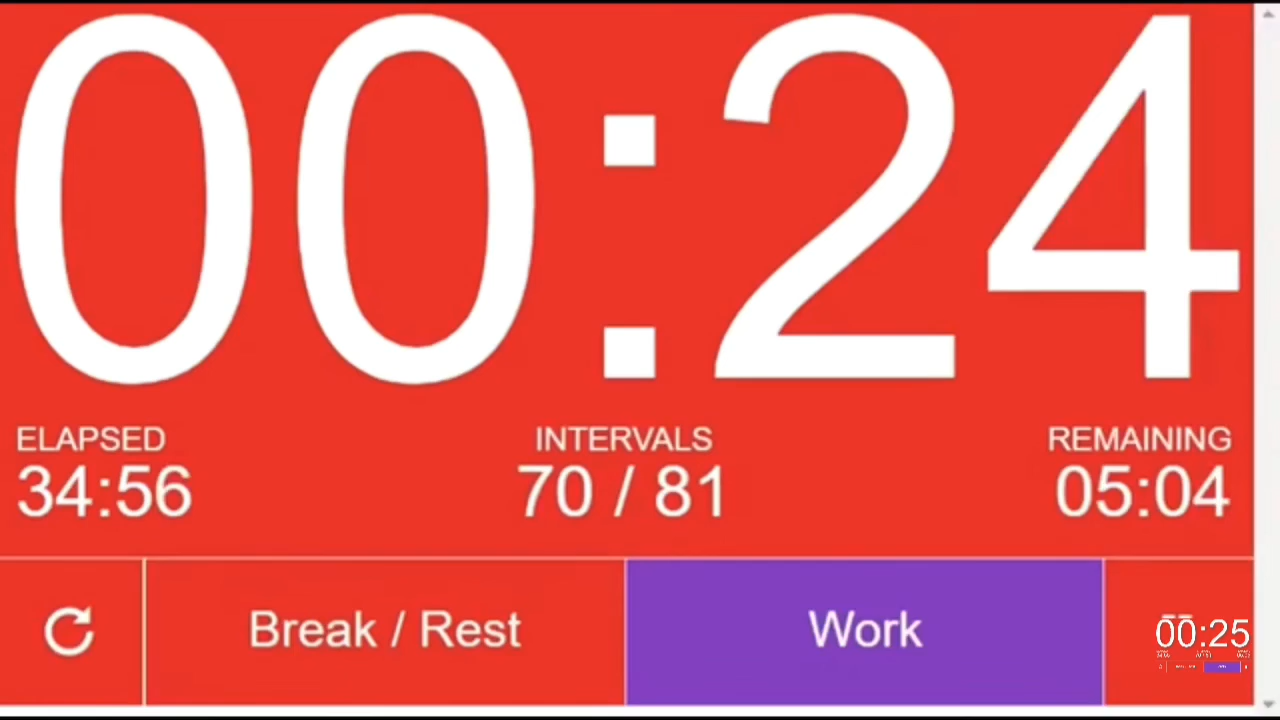 00:24
ELAPSED INTERVALS REMAINING
34:56 70 / 81 05:04
Break / Rest Work
00:25